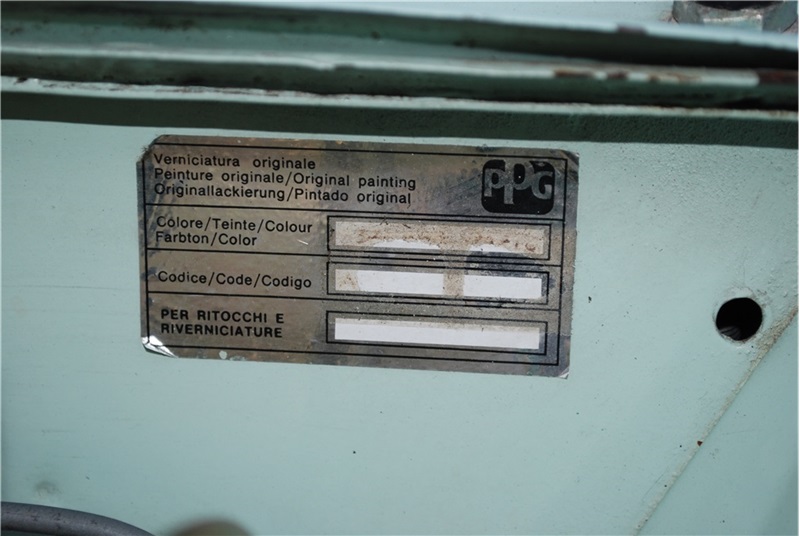 Verniciatura originale
Peinture originale/Original painting
Originallackierung/Pintado original
PPG
Colore/Teinte/Colour
Farbton/Color
Codice/Code/Codigo
PER RITOCCHI E
RIVERNICIATURE